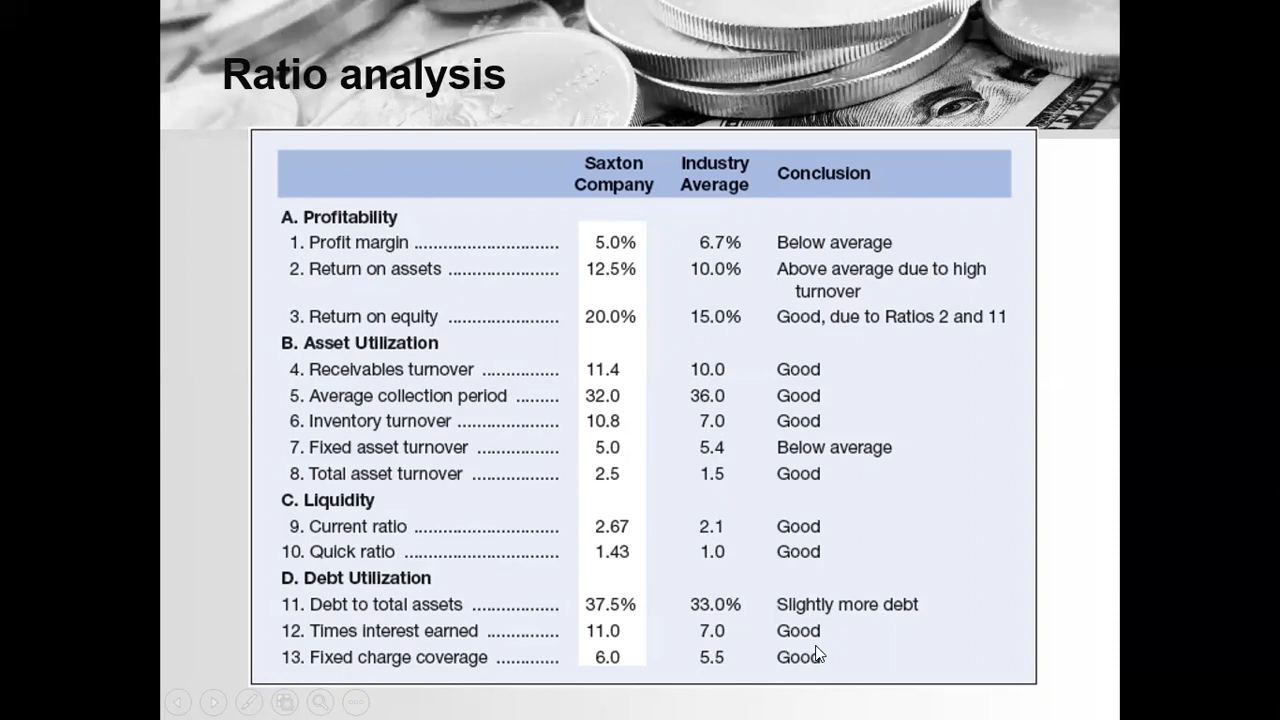 Ratio analysis
Saxton Company Industry Average Conclusion
A. Profitability
1. Profit margin .............................. 5.0% 6.7% Below average
2. Return on assets ....................... 12.5% 10.0% Above average due to high
turnover
3. Return on equity ....................... 20.0% 15.0% Good, due to Ratios 2 and 11
B. Asset Utilization
4. Receivables turnover ................ 11.4 10.0 Good
5. Average collection period ......... 32.0 36.0 Good
6. Inventory turnover ..................... 10.8 7.0 Good
7. Fixed asset turnover ................. 5.0 5.4 Below average
8. Total asset turnover .................. 2.5 1.5 Good
C. Liquidity
9. Current ratio .............................. 2.67 2.1 Good
10. Quick ratio ................................ 1.43 1.0 Good
D. Debt Utilization
11. Debt to total assets .................. 37.5% 33.0% Slightly more debt
12. Times interest earned ............... 11.0 7.0 Good
13. Fixed charge coverage ............. 6.0 5.5 Good